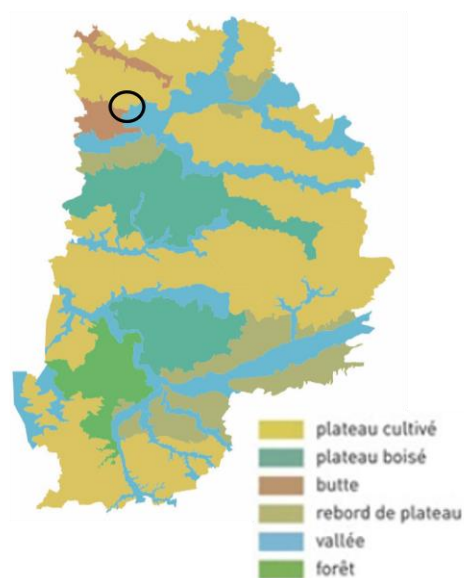 plateau cultivé
plateau boisé
butte
rebord de plateau
vallée
forêt